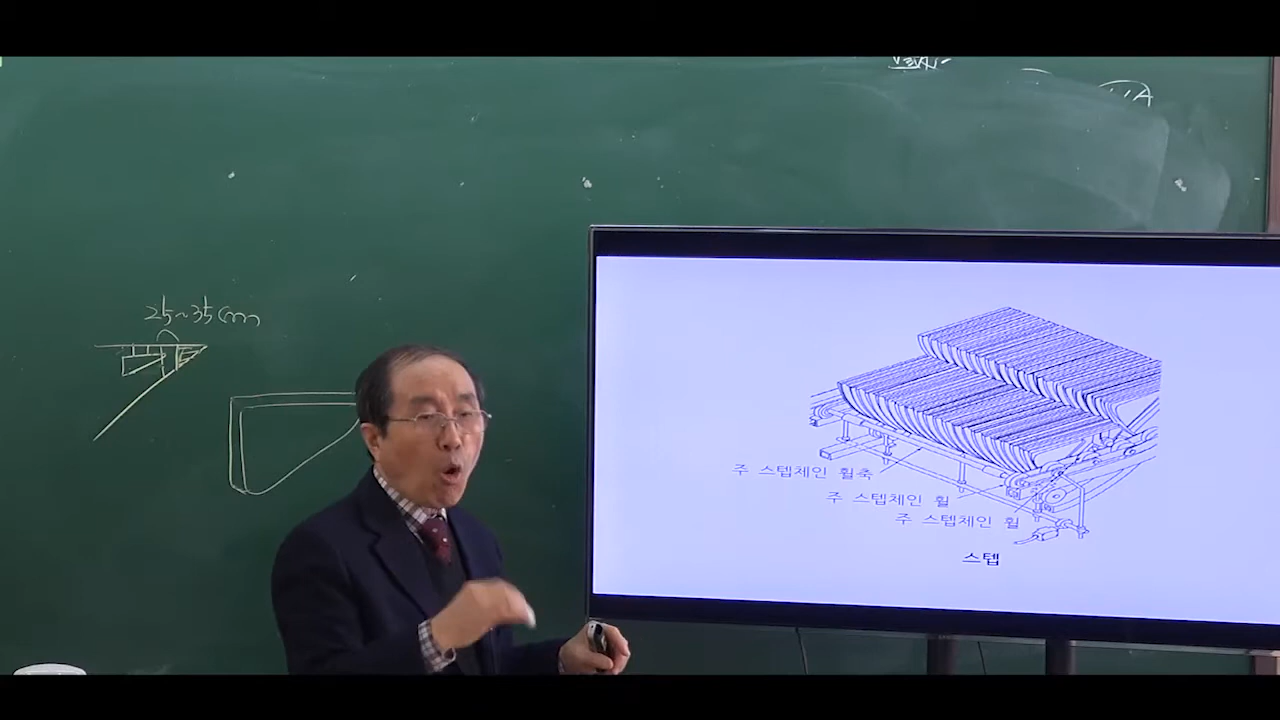 25~35cm
주 스텝체인 휠축
주 스텝체인 휠
주 스텝체인 휠
스텝